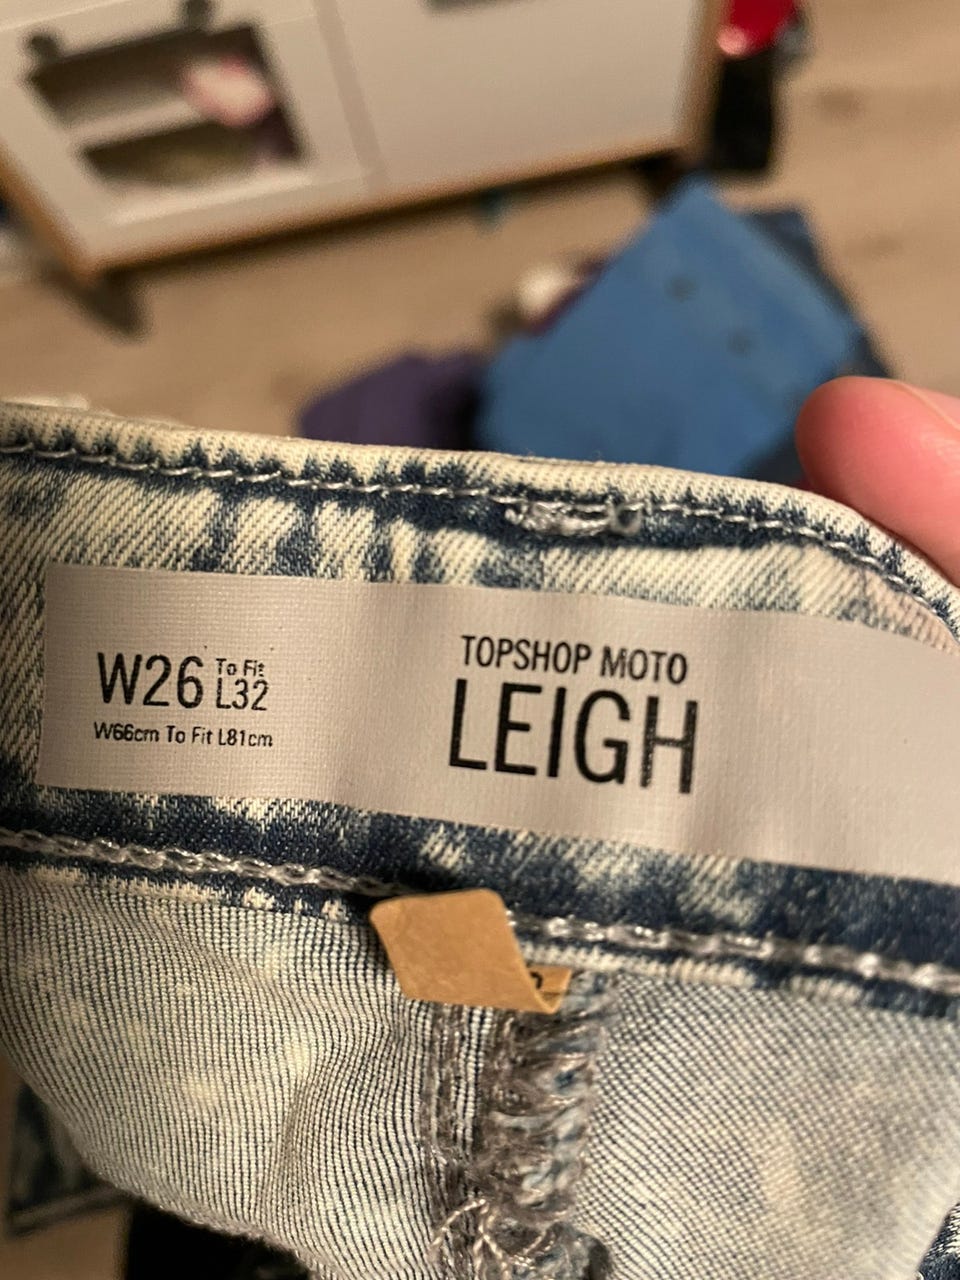 W26 To Fit L32
W66cm To Fit L81cm
TOPSHOP MOTO
LEIGH